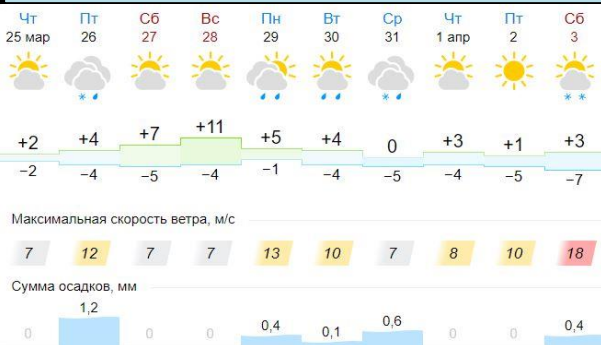 Чт Пт Сб Вс Пн Вт Ср Чт Пт Сб
25 мар 26 27 28 29 30 31 1 апр 2 3
+2 +4 +7 +11 +5 +4 0 +3 +1 +3
−2 −4 −5 −4 −1 −4 −5 −4 −5 −7
Максимальная скорость ветра, м/с
7 12 7 7 13 10 7 8 10 18
Сумма осадков, мм
0 1,2 0 0 0,4 0,1 0,6 0 0 0,4